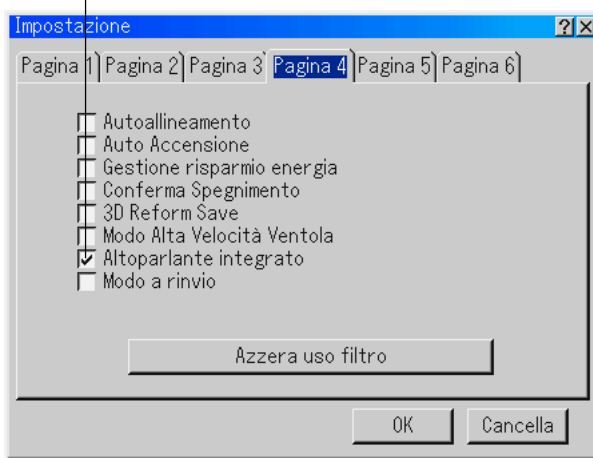 Impostazione
Pagina 1 Pagina 2 Pagina 3 Pagina 4 Pagina 5 Pagina 6
Autoallineamento
Auto Accensione
Gestione risparmio energia
Conferma Spegnimento
3D Reform Save
Modo Alta Velocità Ventola
Altoparlante integrato
Modo a rinvio
Azzera uso filtro
OK Cancella